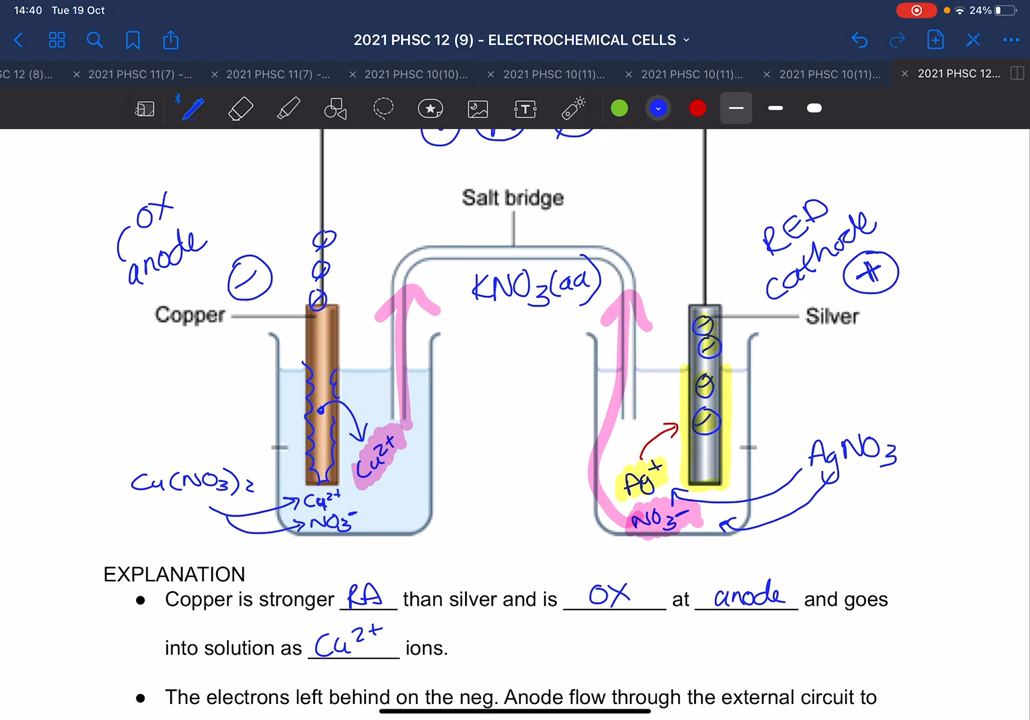 14:40 Tue 19 Oct
24%
2021 PHSC 12 (9) - ELECTROCHEMICAL CELLS
SC 12 (8)... × 2021 PHSC 11(7) -... × 2021 PHSC 11(7) -... × 2021 PHSC 10(10)... × 2021 PHSC 10(11)... × 2021 PHSC 10(11)... × 2021 PHSC 10(11)... × 2021 PHSC 12...
Salt bridge
OX
anode
−
RED
cathode
+
KNO3(aq)
Copper
Silver
Cu2+
Ag+
AgNO3
Cu(NO3)2
Cu2+
NO3−
NO3−
EXPLANATION
• Copper is stronger RA than silver and is OX at anode and goes
into solution as Cu2+ ions.
• The electrons left behind on the neg. Anode flow through the external circuit to